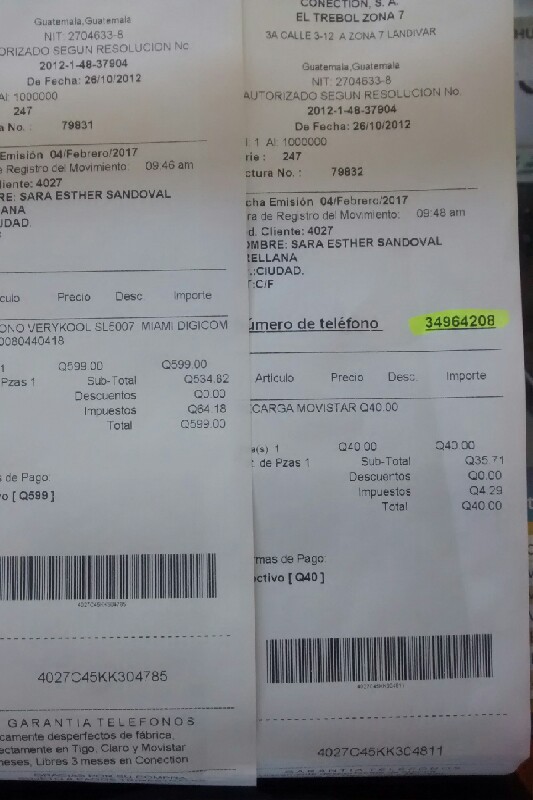 Guatemala,Guatemala
NIT: 2704633-8
ORIZADO SEGUN RESOLUCION No
2012-1-48-37904
De Fecha: 26/10/2012
Al: 1000000
247
a No. : 79831
Emisión 04/Febrero/2017
e Registro del Movimiento: 09:46 am
liente: 4027
RE: SARA ESTHER SANDOVAL
ANA
UDAD.
culo Precio Desc. Importe
ONO VERYKOOL SL5007 MIAMI DIGICOM
0080440418
1 Q599.00 Q599.00
Pzas 1 Sub-Total Q534.82
Descuentos Q0.00
Impuestos Q64.18
Total Q599.00
s de Pago:
vo [ Q599 ]
4027C45KK304785
4027C45KK304785
GARANTIA TELEFONOS
camente desperfectos de fábrica,
ectamente en Tigo, Claro y Movistar
meses, Libres 3 meses en Conection
CONECTION, S. A.
EL TREBOL ZONA 7
3A CALLE 3-12 A ZONA 7 LANDIVAR
Guatemala,Guatemala
NIT: 2704633-8
AUTORIZADO SEGUN RESOLUCION No.
2012-1-48-37904
De Fecha: 26/10/2012
l 1 Al: 1000000
rie : 247
ctura No. : 79832
cha Emisión 04/Febrero/2017
ra de Registro del Movimiento: 09:48 am
d. Cliente: 4027
OMBRE: SARA ESTHER SANDOVAL
RELLANA
.:CIUDAD.
T:C/F
úmero de teléfono 34964208
Articulo Precio Desc. Importe
CARGA MOVISTAR Q40.00
a(s) 1 Q40.00 Q40.00
: de Pzas 1 Sub-Total Q35.71
Descuentos Q0.00
Impuestos Q4.29
Total Q40.00
rmas de Pago:
ectivo [ Q40 ]
4027C45KK304811
4027C45KK304811